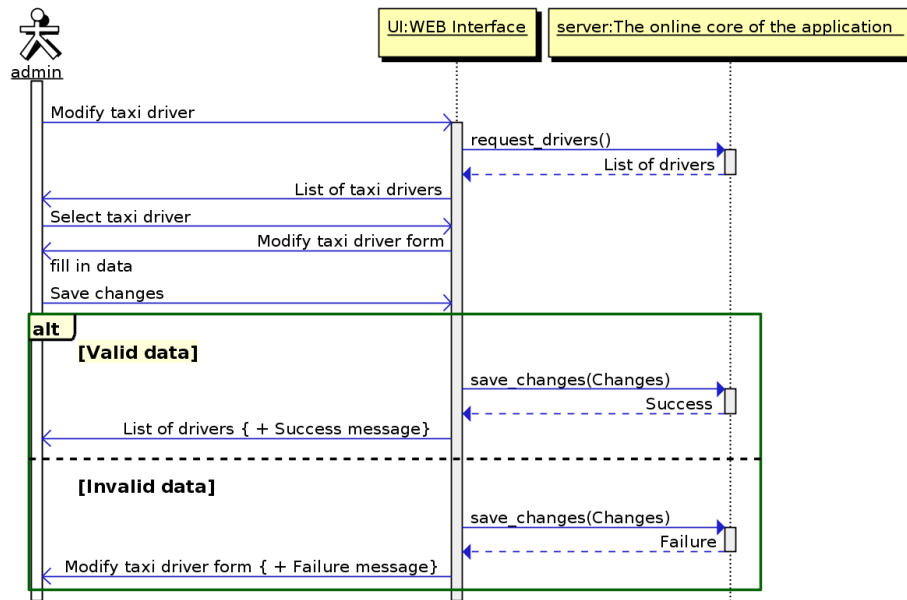 UI:WEB Interface
server:The online core of the application
admin
Modify taxi driver
request_drivers()
List of drivers
List of taxi drivers
Select taxi driver
Modify taxi driver form
fill in data
Save changes
alt
[Valid data]
save_changes(Changes)
Success
List of drivers { + Success message}
[Invalid data]
save_changes(Changes)
Failure
Modify taxi driver form { + Failure message}